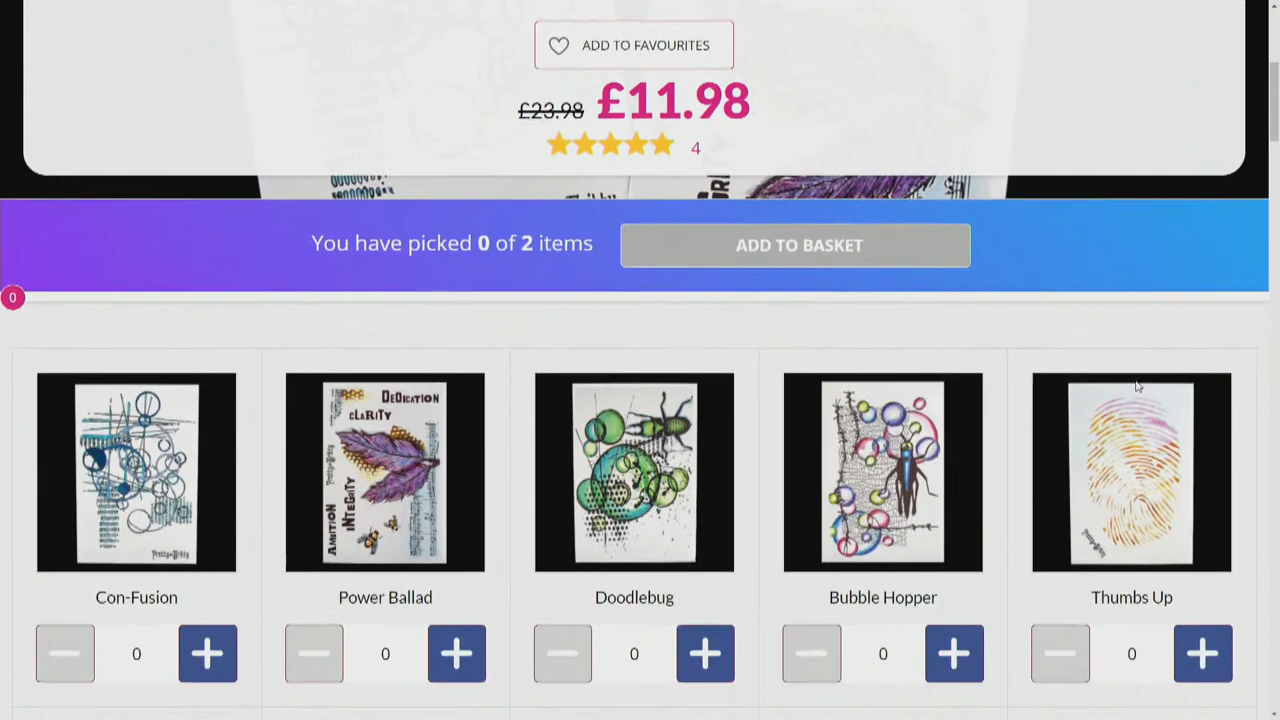 ADD TO FAVOURITES
£23.98 £11.98
4
You have picked 0 of 2 items
ADD TO BASKET
0
DEDICATION
CLARITY
AMBITION
INTEGRITY
Con-Fusion
Power Ballad
Doodlebug
Bubble Hopper
Thumbs Up
0
0
0
0
0